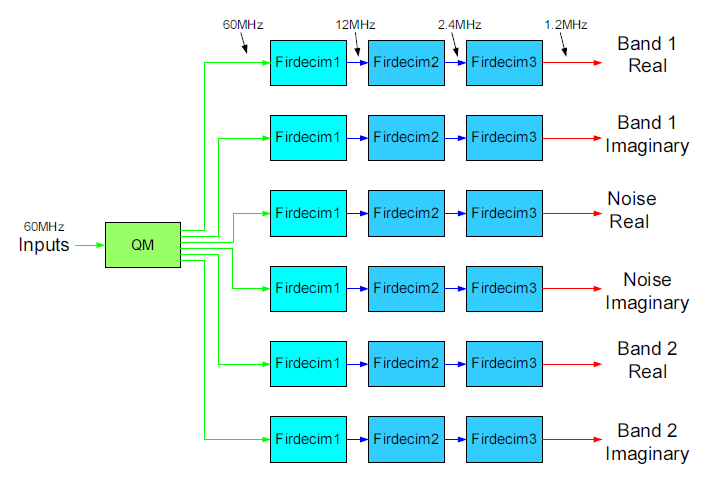 60MHz
12MHz
2.4MHz
1.2MHz
Firdecim1
Firdecim2
Firdecim3
Band 1
Real
Firdecim1
Firdecim2
Firdecim3
Band 1
Imaginary
Firdecim1
Firdecim2
Firdecim3
Noise
Real
60MHz
Inputs
QM
Firdecim1
Firdecim2
Firdecim3
Noise
Imaginary
Firdecim1
Firdecim2
Firdecim3
Band 2
Real
Firdecim1
Firdecim2
Firdecim3
Band 2
Imaginary